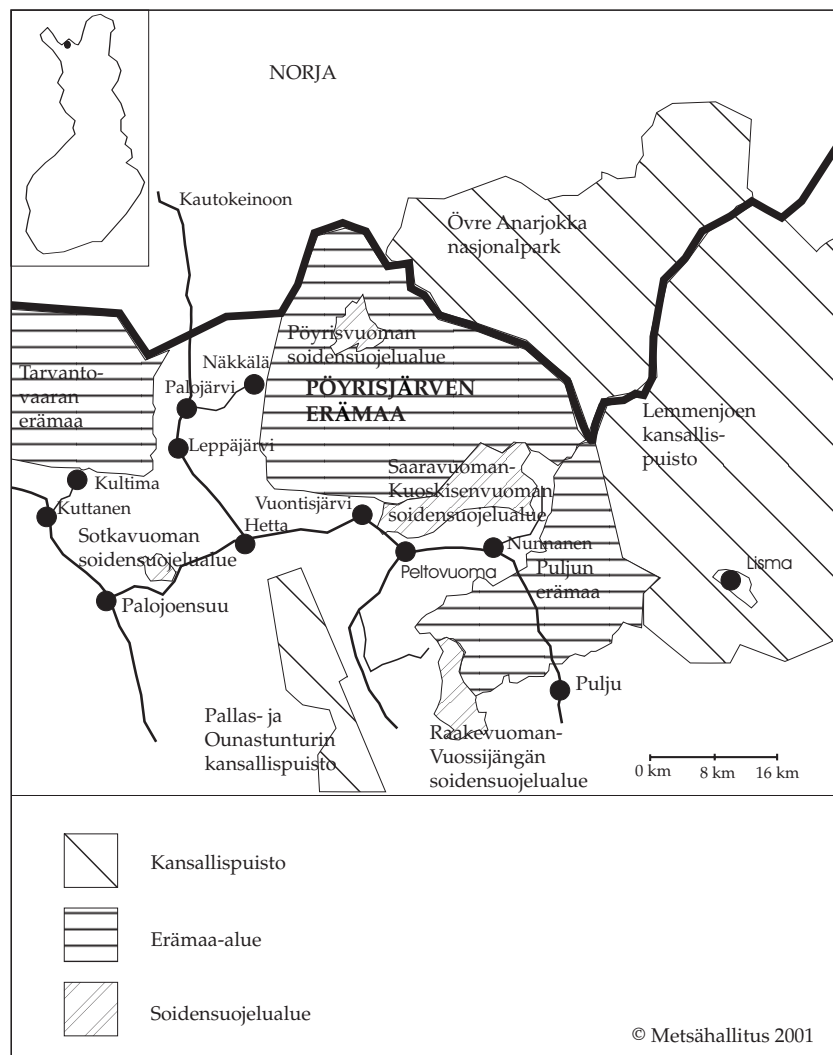 NORJA
Kautokeinoon
Övre Anarjokka
nasjonalpark
Pöyrisvuoman
soidensuojelualue
Näkkälä
Tarvanto-
vaaran
erämaa
Palojärvi
PÖYRISJÄRVEN
ERÄMAA
Lemmenjoen
kansallis-
puisto
Leppäjärvi
Saaravuoman-
Kuoskisenvuoman
soidensuojelualue
Kultima
Vuontisjärvi
Kuttanen
Hetta
Sotkavuoman
soidensuojelualue
Nunnanen
Peltovuoma
Puljun
erämaa
Lisma
Palojoensuu
Pulju
Pallas- ja
Ounastunturin
kansallispuisto
Raakevuoman-
Vuossijängän
soidensuojelualue
0 km 8 km 16 km
Kansallispuisto
Erämaa-alue
Soidensuojelualue
© Metsähallitus 2001